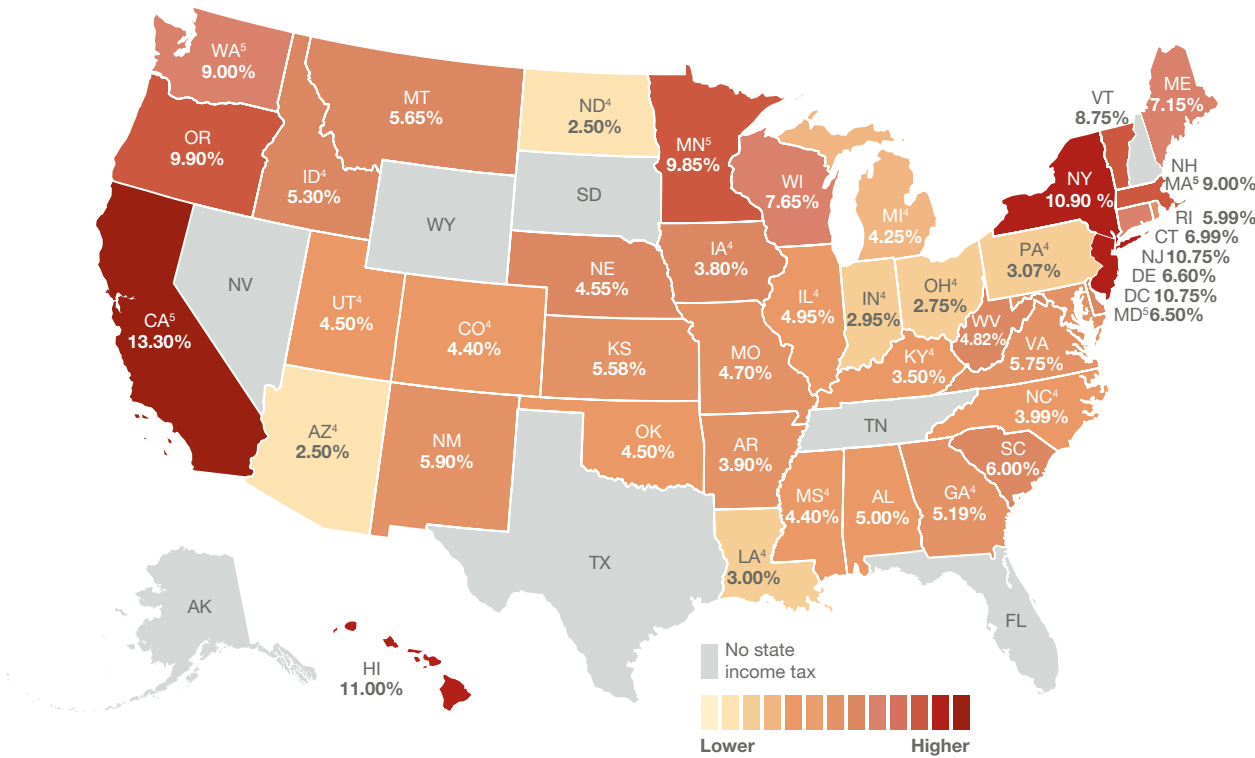 WA⁵
9.00%
MT
5.65%
ND⁴
2.50%
MN⁵
9.85%
VT
8.75%
ME
7.15%
OR
9.90%
ID⁴
5.30%
WY
SD
WI
7.65%
MI⁴
4.25%
NY
10.90 %
NH
MA⁵ 9.00%
RI 5.99%
CT 6.99%
NJ 10.75%
DE 6.60%
DC 10.75%
MD⁵ 6.50%
NV
UT⁴
4.50%
CO⁴
4.40%
NE
4.55%
IA⁴
3.80%
IL⁴
4.95%
IN⁴
2.95%
OH⁴
2.75%
PA⁴
3.07%
CA⁵
13.30%
KS
5.58%
MO
4.70%
KY⁴
3.50%
WV
4.82%
VA
5.75%
AZ⁴
2.50%
NM
5.90%
OK
4.50%
AR
3.90%
TN
NC⁴
3.99%
SC
6.00%
MS⁴
4.40%
AL
5.00%
GA⁴
5.19%
TX
LA⁴
3.00%
FL
AK
HI
11.00%
No state
income tax
Lower
Higher